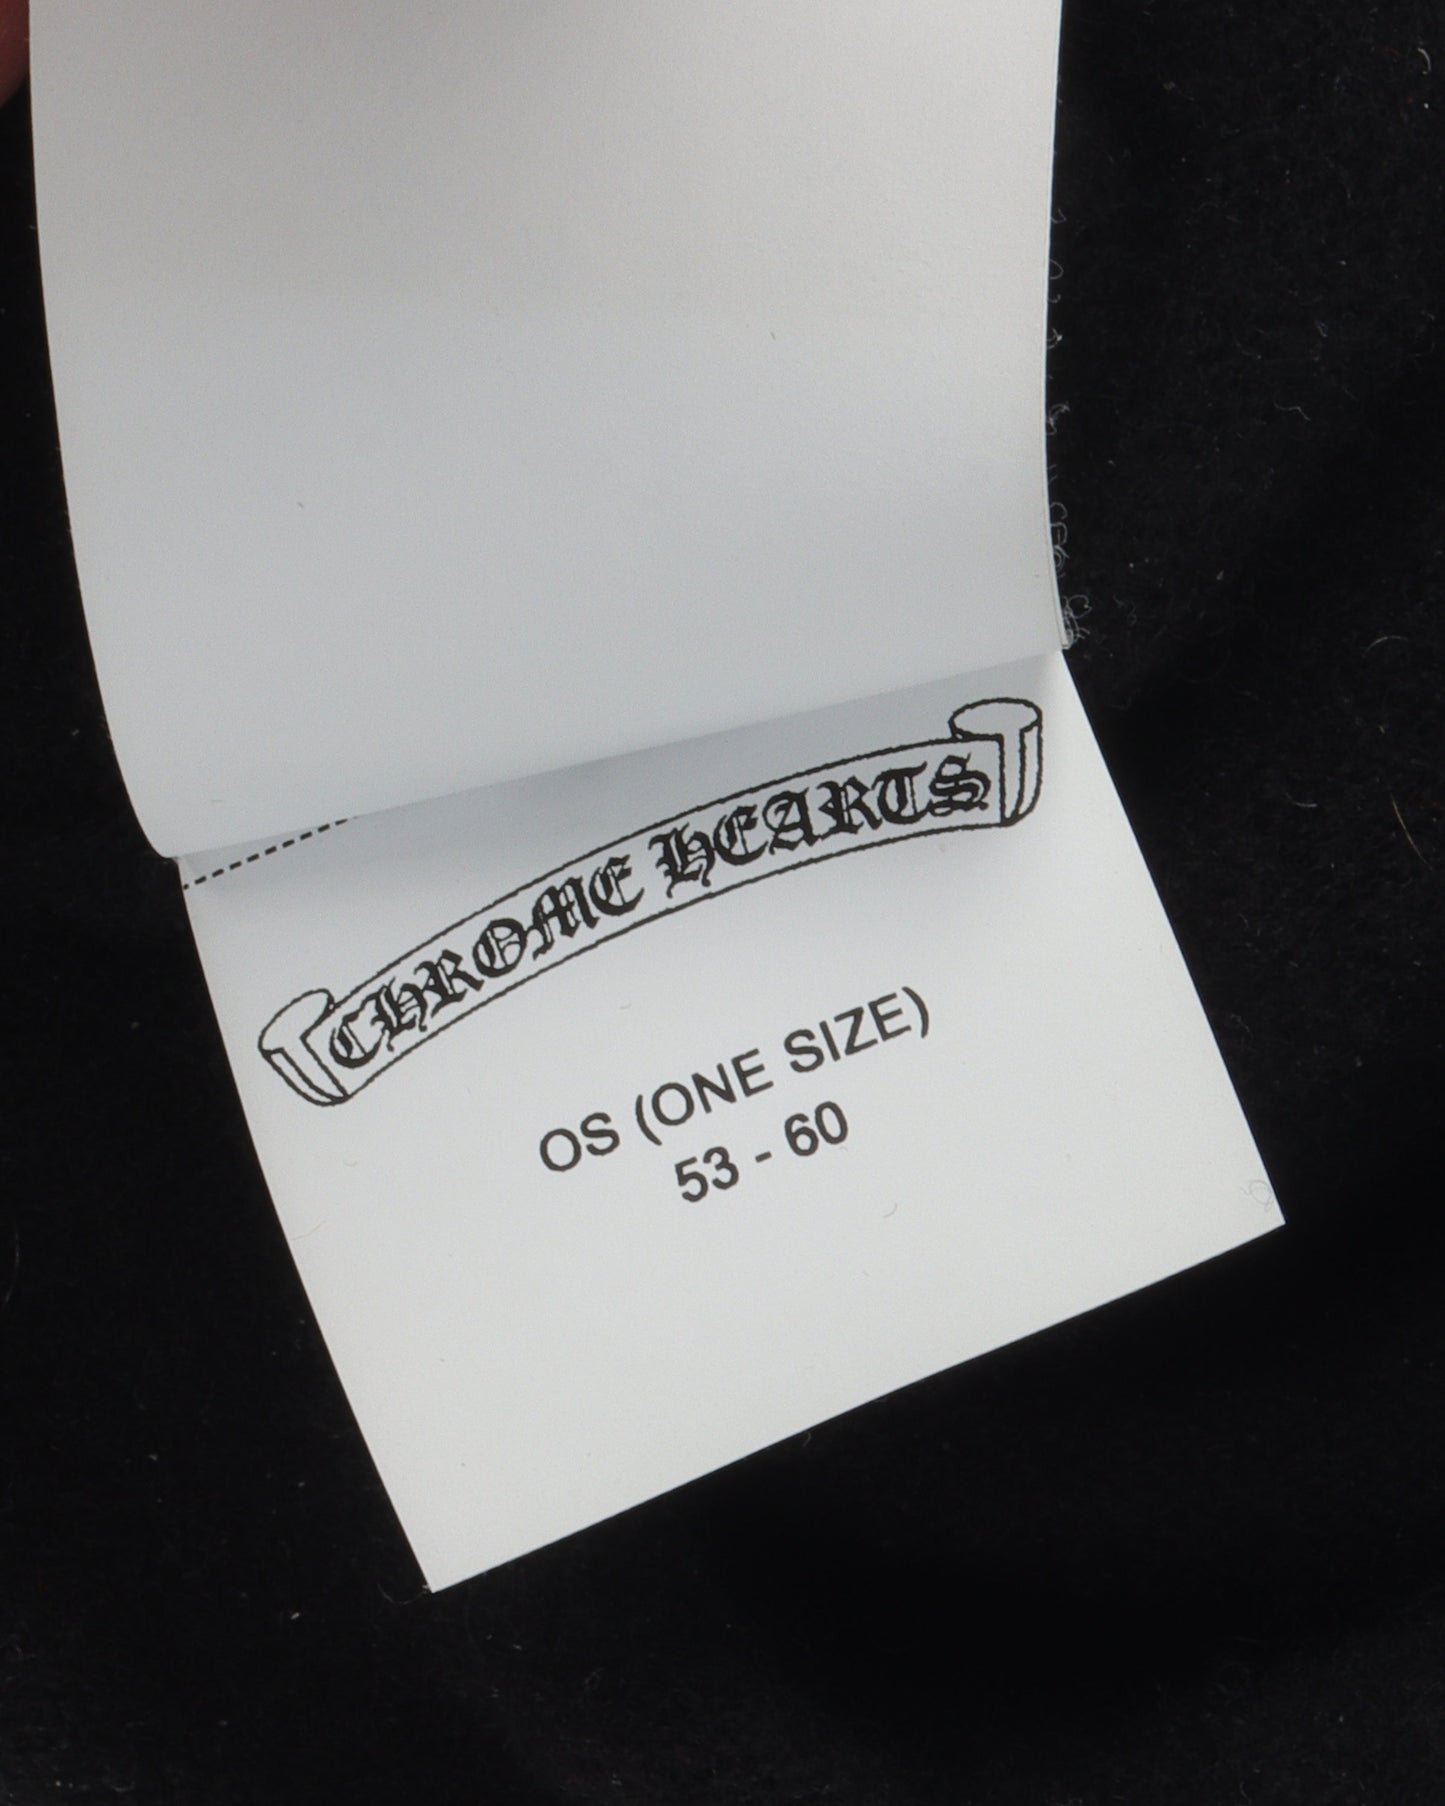 CHROME HEARTS
OS (ONE SIZE)
53 - 60